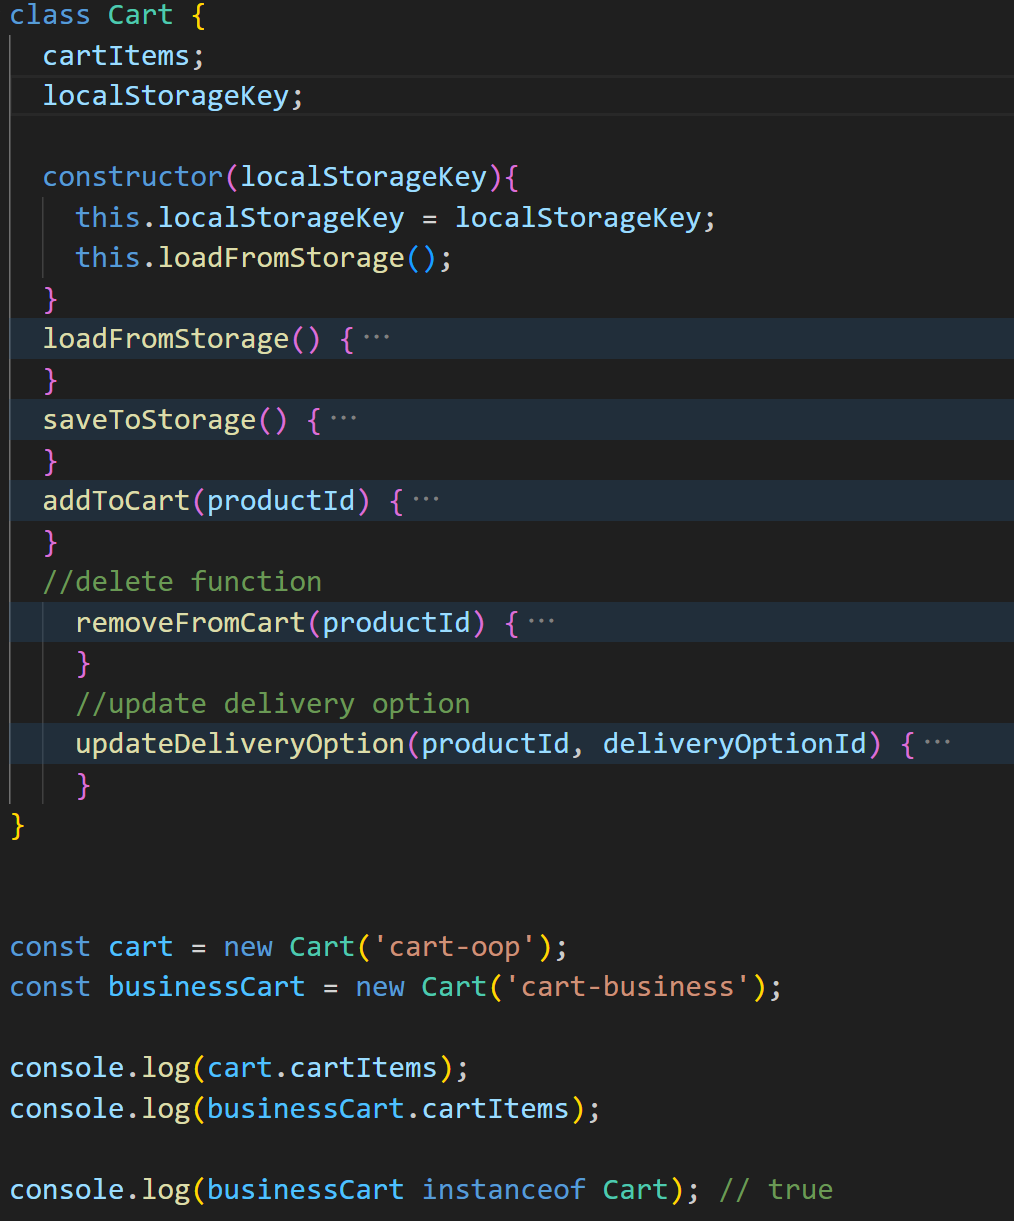 class Cart {
  cartItems;
  localStorageKey;

  constructor(localStorageKey){
    this.localStorageKey = localStorageKey;
    this.loadFromStorage();
  }
  loadFromStorage() { ···
  }
  saveToStorage() { ···
  }
  addToCart(productId) { ···
  }
  //delete function
    removeFromCart(productId) { ···
    }
    //update delivery option
    updateDeliveryOption(productId, deliveryOptionId) { ···
    }
}

const cart = new Cart('cart-oop');
const businessCart = new Cart('cart-business');

console.log(cart.cartItems);
console.log(businessCart.cartItems);

console.log(businessCart instanceof Cart); // true